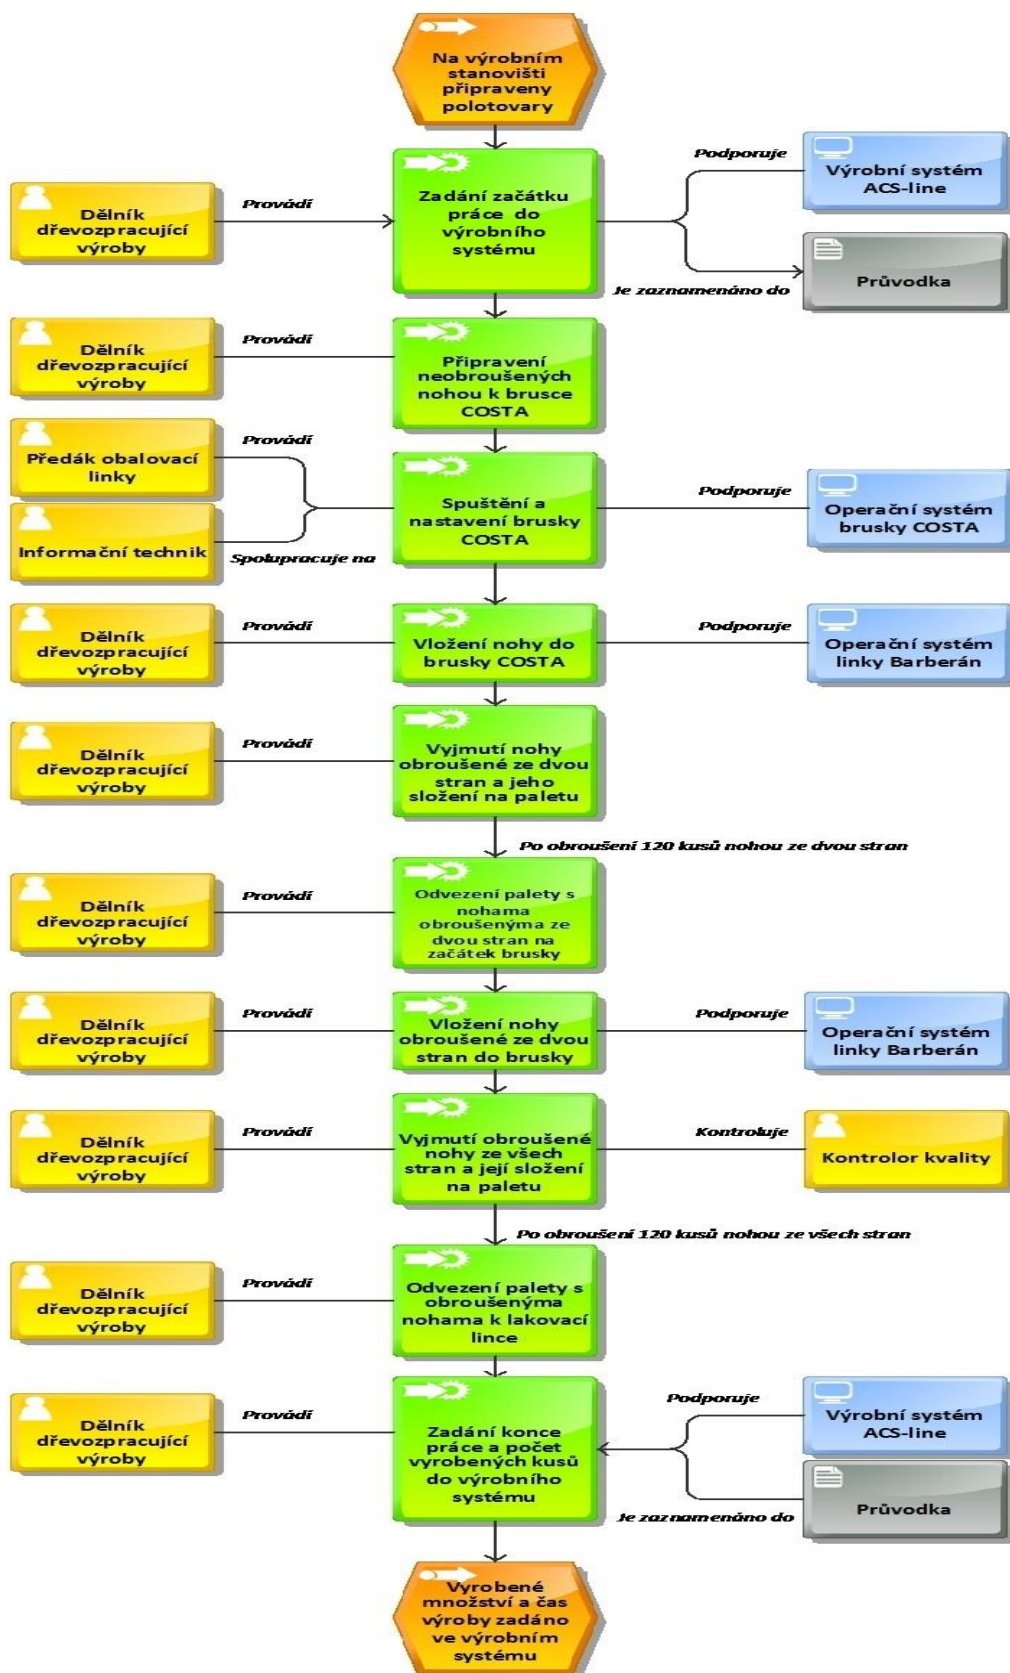 Na výrobním
stanovišti
připraveny
polotovary
Dělník
dřevozpracující
výroby
Provádí
Zadání začátku
práce do
výrobního
systému
Podporuje
Výrobní systém
ACS-line
Je zaznamenáno do
Průvodka
Dělník
dřevozpracující
výroby
Provádí
Připravení
neobroušených
nohou k brusce
COSTA
Předák obalovací
linky
Provádí
Informační technik
Spolupracuje na
Spuštění a
nastavení brusky
COSTA
Podporuje
Operační systém
brusky COSTA
Dělník
dřevozpracující
výroby
Provádí
Vložení nohy do
brusky COSTA
Podporuje
Operační systém
linky Barberán
Dělník
dřevozpracující
výroby
Provádí
Vyjmutí nohy
obroušené ze dvou
stran a jeho
složení na paletu
Po obroušení 120 kusů nohou ze dvou stran
Dělník
dřevozpracující
výroby
Provádí
Odvezení palety s
nohama
obroušenýma ze
dvou stran na
začátek brusky
Dělník
dřevozpracující
výroby
Provádí
Vložení nohy
obroušené ze dvou
stran do brusky
Podporuje
Operační systém
linky Barberán
Dělník
dřevozpracující
výroby
Provádí
Vyjmutí obroušené
nohy ze všech
stran a její složení
na paletu
Kontroluje
Kontrolor kvality
Po obroušení 120 kusů nohou ze všech stran
Dělník
dřevozpracující
výroby
Provádí
Odvezení palety s
obroušenýma
nohama k lakovací
lince
Dělník
dřevozpracující
výroby
Provádí
Zadání konce
práce a počet
vyrobených kusů
do výrobního
systému
Podporuje
Výrobní systém
ACS-line
Je zaznamenáno do
Průvodka
Vyrobené
množství a čas
výroby zadáno
ve výrobním
systému